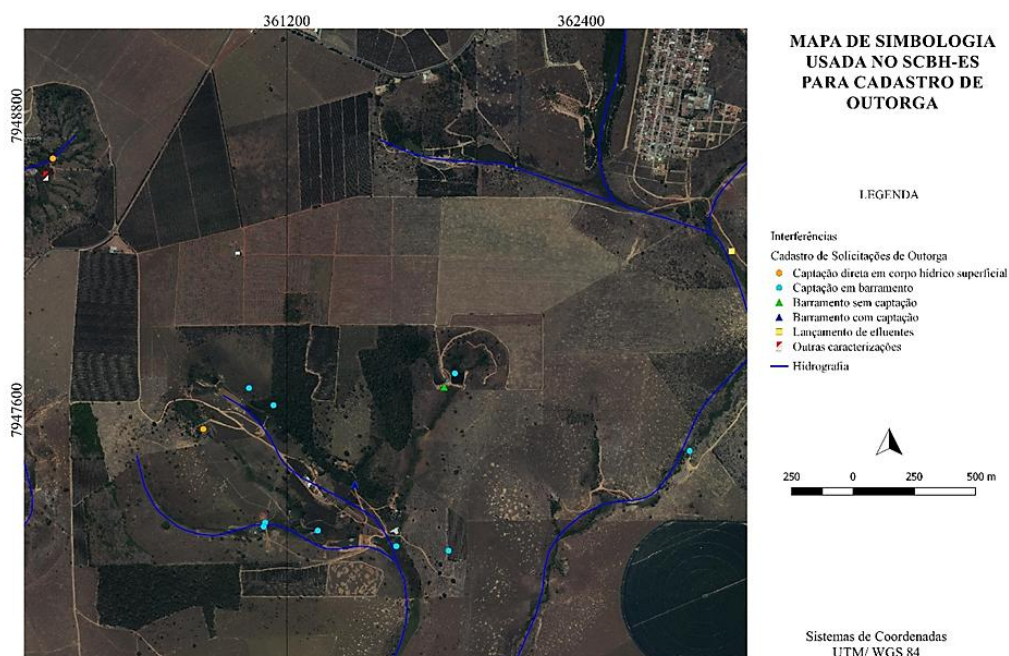 361200
362400
7948800
7947600
MAPA DE SIMBOLOGIA
USADA NO SCBH-ES
PARA CADASTRO DE
OUTORGA
LEGENDA
Interferências
Cadastro de Solicitações de Outorga
Captação direta em corpo hídrico superficial
Captação em barramento
Barramento sem captação
Barramento com captação
Lançamento de efluentes
Outras caracterizações
Hidrografia
250 0 250 500 m
Sistemas de Coordenadas
UTM/ WGS 84